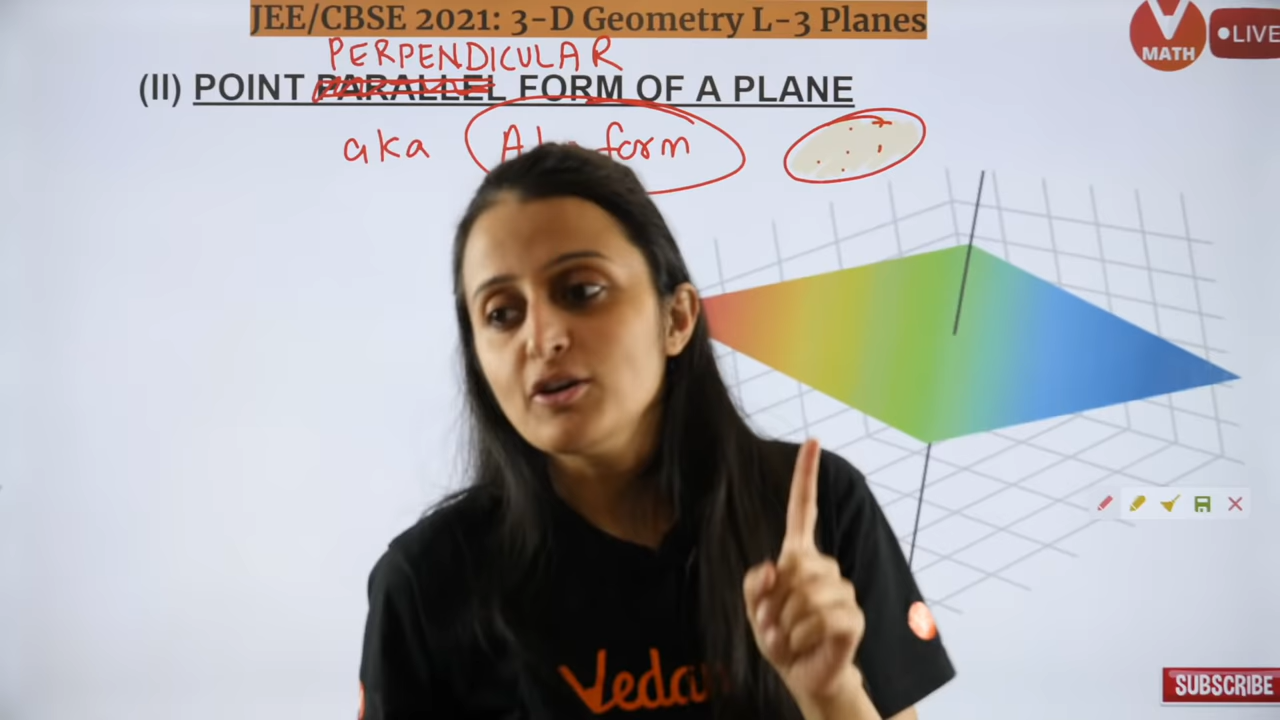 JEE/CBSE 2021: 3-D Geometry L-3 Planes
V
MATH
LIVE
PERPENDICULAR
(II) POINT PARALLEL FORM OF A PLANE
aka form
SUBSCRIBE